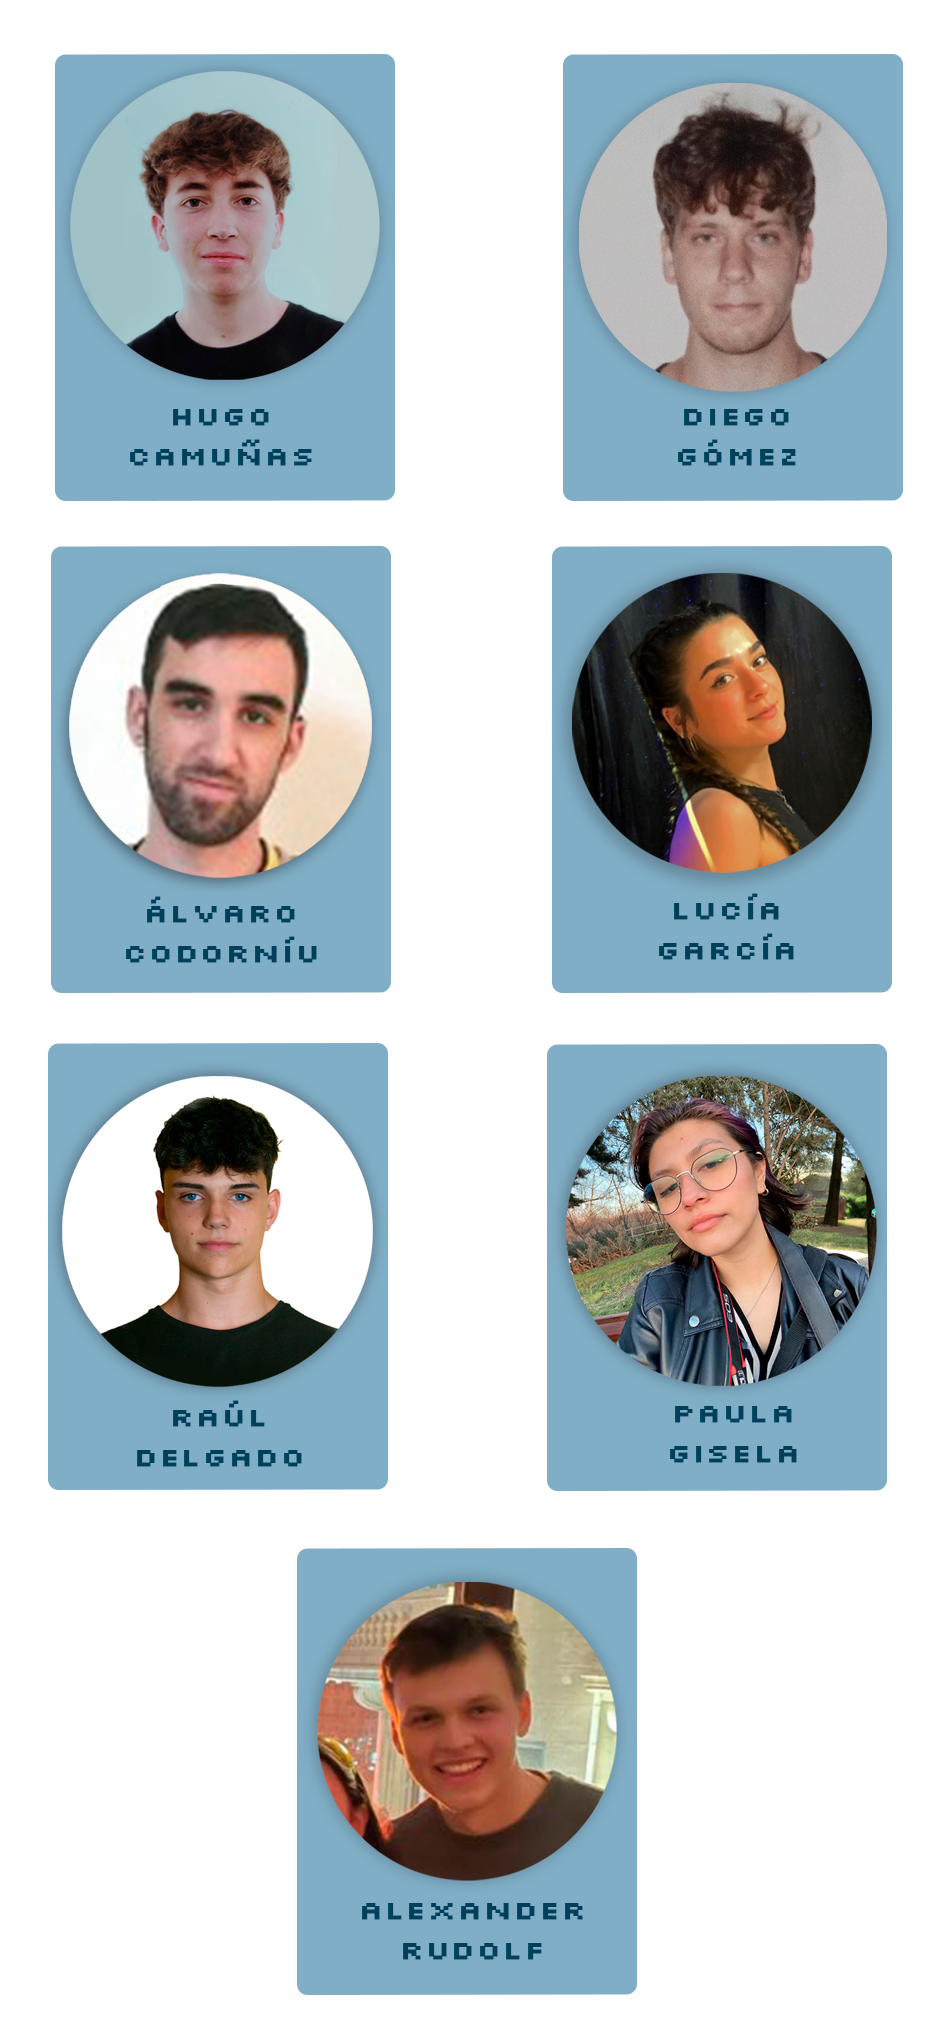 HUGO
CAMUÑAS
DIEGO
GÓMEZ
ÁLVARO
CODORNÍU
LUCÍA
GARCÍA
RAÚL
DELGADO
PAULA
GISELA
ALEXANDER
RUDOLF